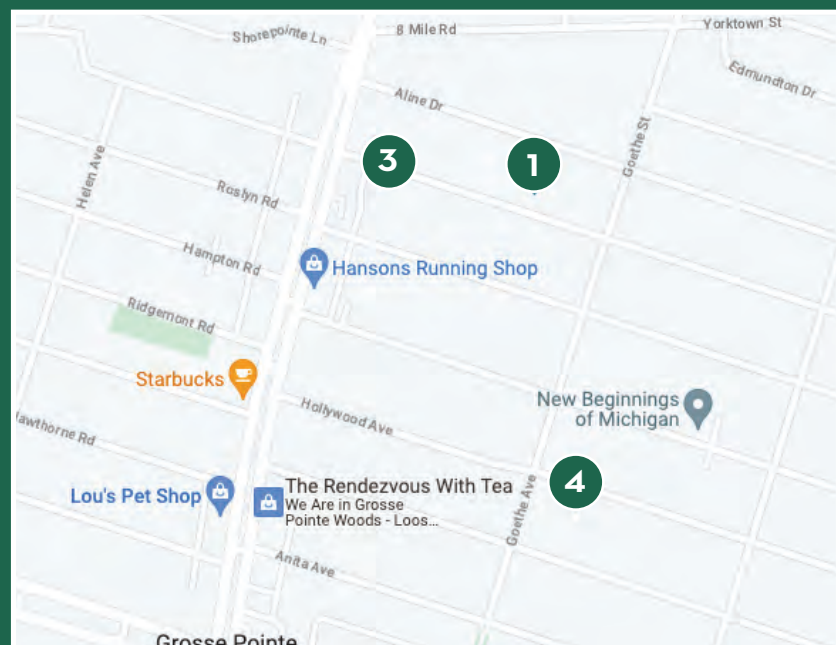 Shorepointe Ln
8 Mile Rd
Yorktown St
Edmundton Dr
Aline Dr
Goethe St
Helen Ave
3
1
Roslyn Rd
Hampton Rd
Hansons Running Shop
Ridgemont Rd
Starbucks
Hollywood Ave
New Beginnings
of Michigan
Hawthorne Rd
4
Lou's Pet Shop
The Rendezvous With Tea
We Are in Grosse
Pointe Woods - Loos...
Goethe Ave
Anita Ave
Grosse Pointe